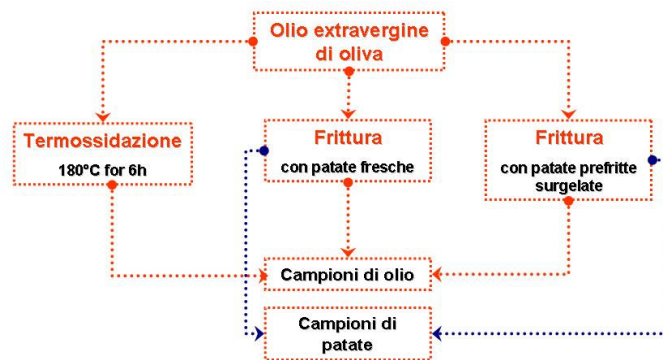 Olio extravergine
di oliva
Termossidazione
180°C for 6h
Frittura
con patate fresche
Frittura
con patate prefritte
surgelate
Campioni di olio
Campioni di
patate